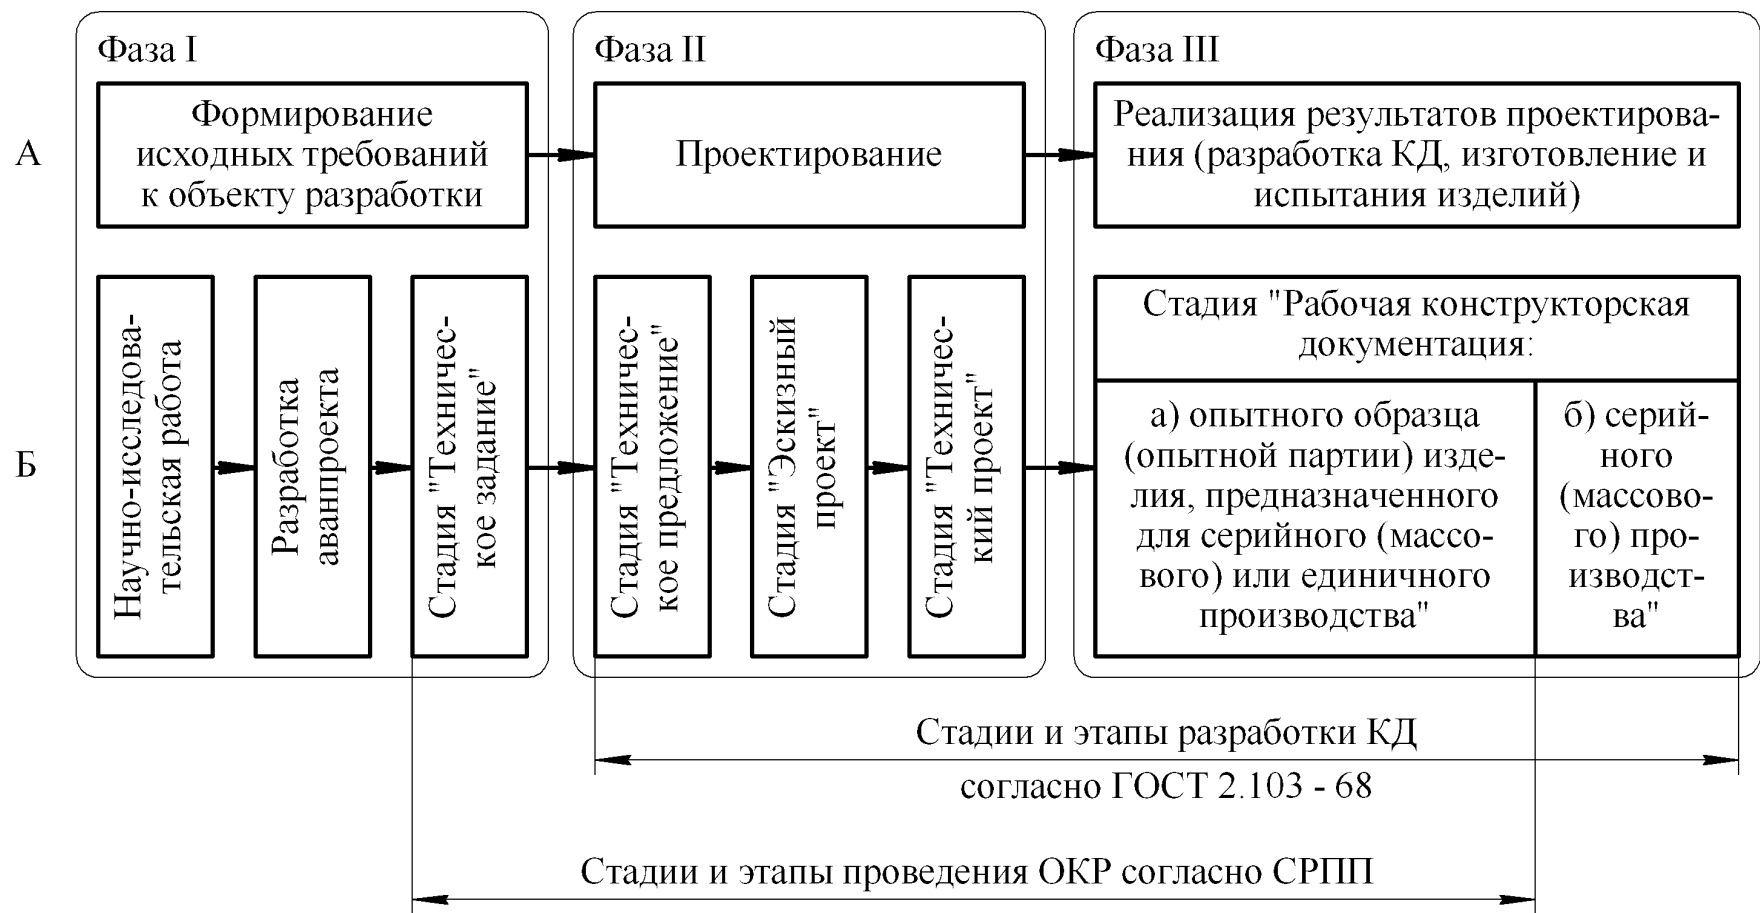 Фаза I
Фаза II
Фаза III
А
Формирование
исходных требований
к объекту разработки
Проектирование
Реализация результатов проектирова-
ния (разработка КД, изготовление и
испытания изделий)
Б
Научно-исследова-
тельская работа
Разработка
аванпроекта
Стадия "Техничес-
кое задание"
Стадия "Техничес-
кое предложение"
Стадия "Эскизный
проект"
Стадия "Техничес-
кий проект"
Стадия "Рабочая конструкторская
документация:
а) опытного образца
(опытной партии) изде-
лия, предназначенного
для серийного (массо-
вого) или единичного
производства"
б) серий-
ного
(массово-
го) про-
изводст-
ва"
Стадии и этапы разработки КД
согласно ГОСТ 2.103 - 68
Стадии и этапы проведения ОКР согласно СРПП